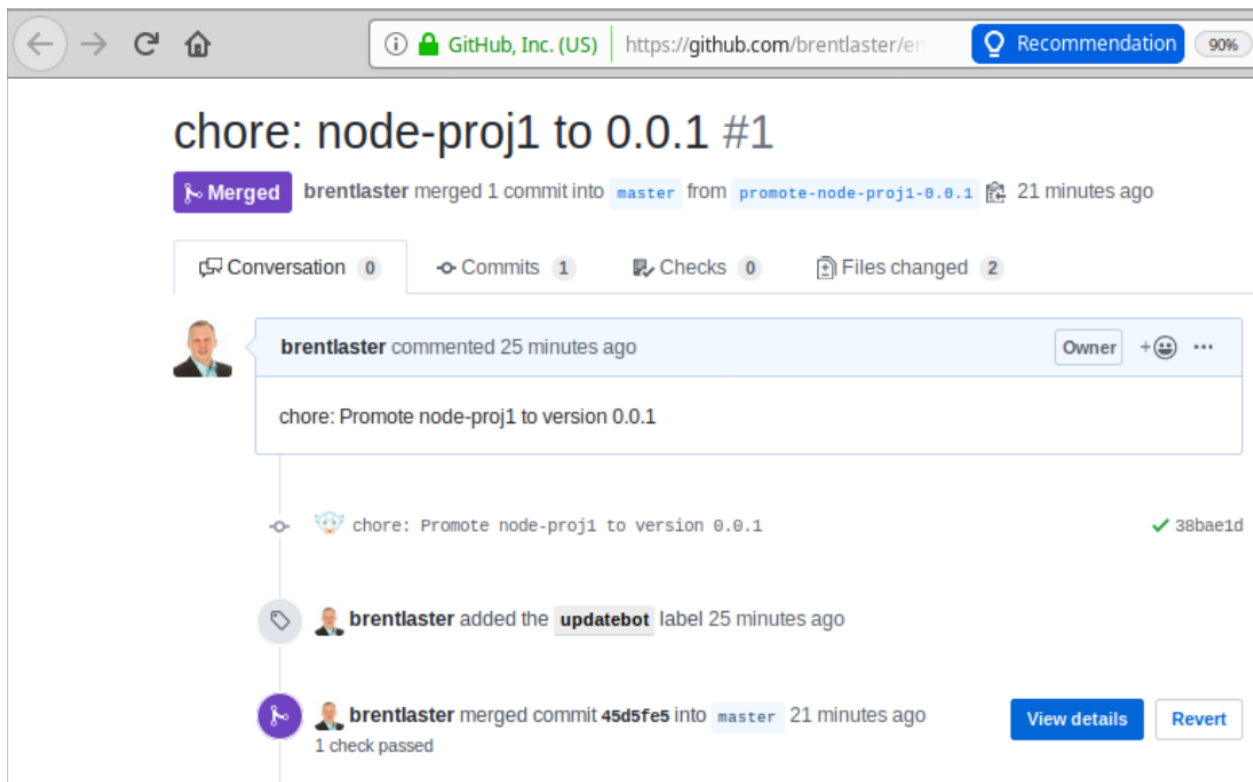 GitHub, Inc. (US) https://github.com/brentlaster/en Recommendation 90%
chore: node-proj1 to 0.0.1 #1
Merged brentlaster merged 1 commit into master from promote-node-proj1-0.0.1 21 minutes ago
Conversation 0 Commits 1 Checks 0 Files changed 2
brentlaster commented 25 minutes ago Owner
chore: Promote node-proj1 to version 0.0.1
chore: Promote node-proj1 to version 0.0.1 38bae1d
brentlaster added the updatebot label 25 minutes ago
brentlaster merged commit 45d5fe5 into master 21 minutes ago View details Revert
1 check passed